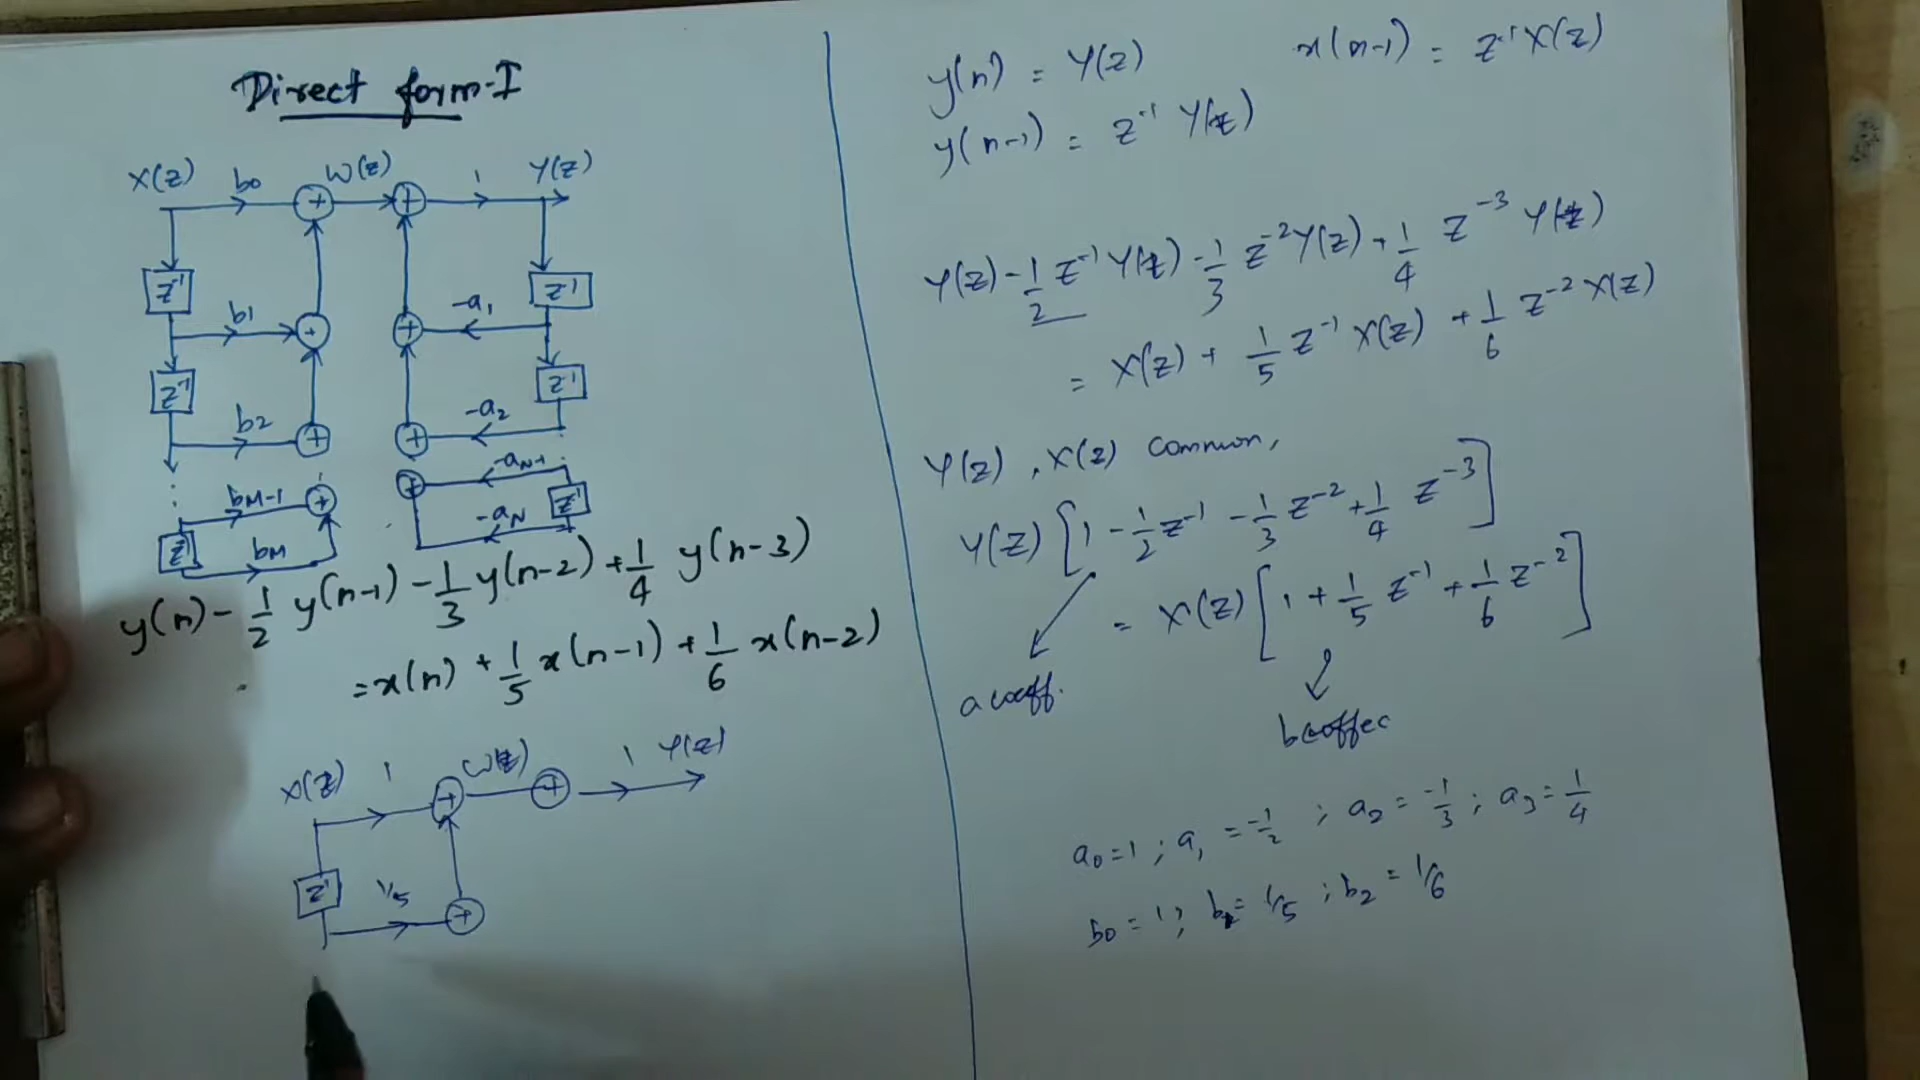 Direct form-I
X(z) b0 W(z) 1 Y(z)
+ +
z⁻¹ z⁻¹
b1 + + -a1
z⁻¹ z⁻¹
b2 + + -a2
bM-1 + + -aN-1
z⁻¹ z⁻¹
bM -aN
y(n) - 1/2 y(n-1) - 1/3 y(n-2) + 1/4 y(n-3)
= x(n) + 1/5 x(n-1) + 1/6 x(n-2)
X(z) 1 W(z) 1 Y(z)
+ +
z⁻¹ 1/5 +
y(n) = Y(z) x(n-1) = z⁻¹ X(z)
y(n-1) = z⁻¹ Y(z)
Y(z) - 1/2 z⁻¹ Y(z) - 1/3 z⁻² Y(z) + 1/4 z⁻³ Y(z)
= X(z) + 1/5 z⁻¹ X(z) + 1/6 z⁻² X(z)
Y(z), X(z) common,
Y(z) [1 - 1/2 z⁻¹ - 1/3 z⁻² + 1/4 z⁻³]
= X(z) [1 + 1/5 z⁻¹ + 1/6 z⁻²]
a coeff.
b coffec
a0 = 1 ; a1 = -1/2 ; a2 = -1/3 ; a3 = 1/4
b0 = 1 ; b1 = 1/5 ; b2 = 1/6